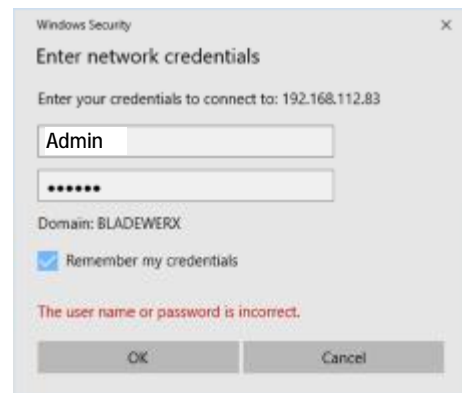 Windows Security
Enter network credentials
Enter your credentials to connect to: 192.168.112.83
Admin
••••••
Domain: BLADEWERX
Remember my credentials
The user name or password is incorrect.
OK
Cancel